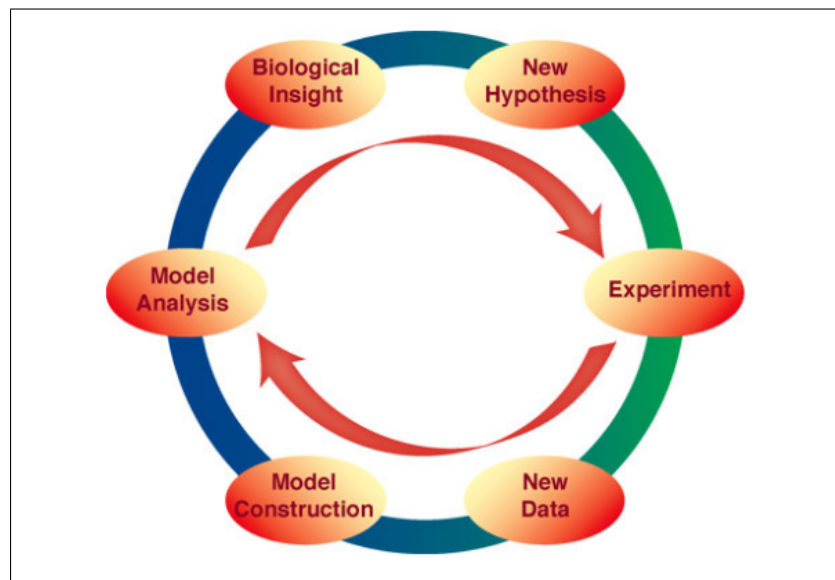 Biological
Insight
New
Hypothesis
Model
Analysis
Experiment
Model
Construction
New
Data